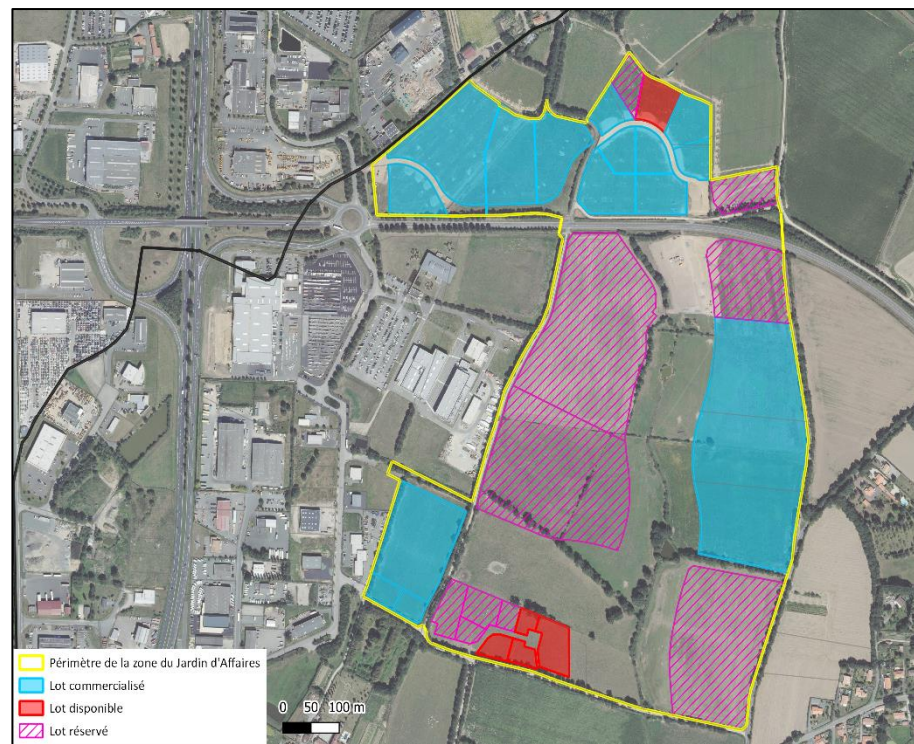 Périmètre de la zone du Jardin d'Affaires
Lot commercialisé
Lot disponible
Lot réservé
0 50 100 m